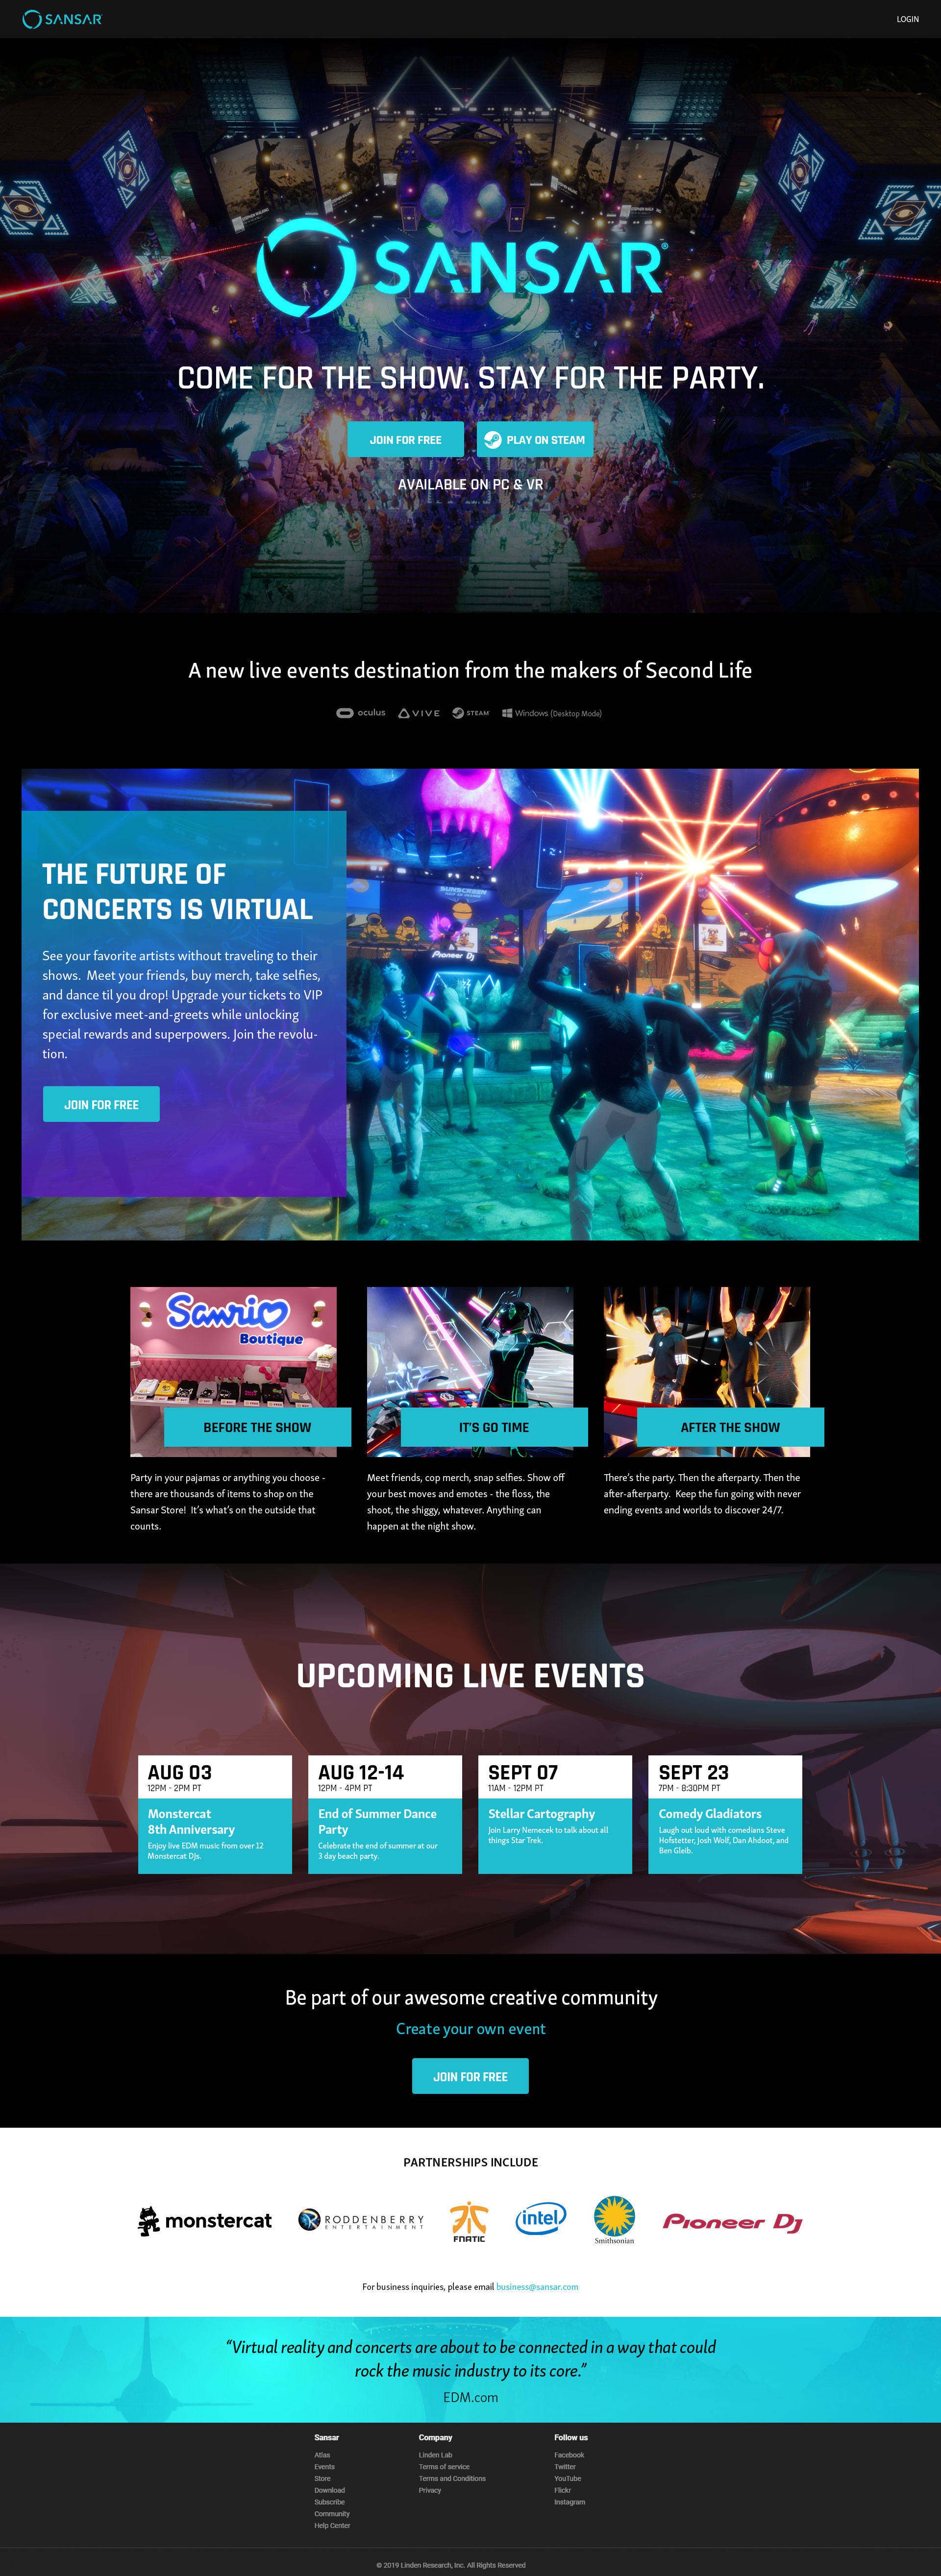 SANSAR
LOGIN
SANSAR®
COME FOR THE SHOW. STAY FOR THE PARTY.
JOIN FOR FREE
PLAY ON STEAM
AVAILABLE ON PC & VR
A new live events destination from the makers of Second Life
oculus
VIVE
STEAM
Windows (Desktop Mode)
THE FUTURE OF
CONCERTS IS VIRTUAL
See your favorite artists without traveling to their
shows.  Meet your friends, buy merch, take selfies,
and dance til you drop! Upgrade your tickets to VIP
for exclusive meet-and-greets while unlocking
special rewards and superpowers. Join the revolu-
tion.
JOIN FOR FREE
SUNSCREEN
Pioneer Dj
Sanrio
Boutique
BEFORE THE SHOW
Party in your pajamas or anything you choose -
there are thousands of items to shop on the
Sansar Store!  It’s what’s on the outside that
counts.
IT’S GO TIME
Meet friends, cop merch, snap selfies. Show off
your best moves and emotes - the floss, the
shoot, the shiggy, whatever. Anything can
happen at the night show.
AFTER THE SHOW
There’s the party. Then the afterparty. Then the
after-afterparty.  Keep the fun going with never
ending events and worlds to discover 24/7.
UPCOMING LIVE EVENTS
AUG 03
12PM - 2PM PT
Monstercat
8th Anniversary
Enjoy live EDM music from over 12
Monstercat DJs.
AUG 12-14
12PM - 4PM PT
End of Summer Dance
Party
Celebrate the end of summer at our
3 day beach party.
SEPT 07
11AM - 12PM PT
Stellar Cartography
Join Larry Nemecek to talk about all
things Star Trek.
SEPT 23
7PM - 8:30PM PT
Comedy Gladiators
Laugh out loud with comedians Steve
Hofstetter, Josh Wolf, Dan Ahdoot, and
Ben Gleib.
Be part of our awesome creative community
Create your own event
JOIN FOR FREE
PARTNERSHIPS INCLUDE
monstercat
RODDENBERRY
ENTERTAINMENT
FNATIC
intel
Smithsonian
Pioneer Dj
For business inquiries, please email business@sansar.com
“Virtual reality and concerts are about to be connected in a way that could
rock the music industry to its core.”
EDM.com
Sansar
Atlas
Events
Store
Download
Subscribe
Community
Help Center
Company
Linden Lab
Terms of service
Terms and Conditions
Privacy
Follow us
Facebook
Twitter
YouTube
Flickr
Instagram
© 2019 Linden Research, Inc. All Rights Reserved